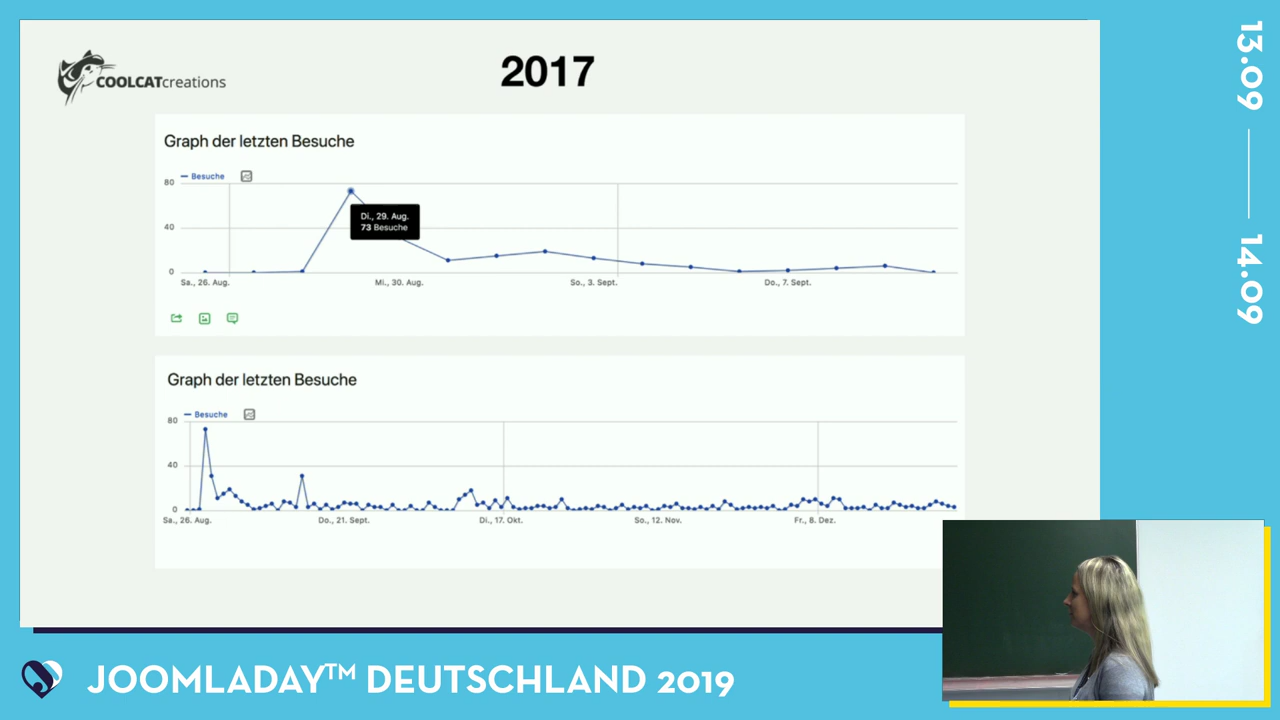 COOLCATcreations
2017
Graph der letzten Besuche
Besuche
80
40
0
Di., 29. Aug.
73 Besuche
Sa., 26. Aug.
Mi., 30. Aug.
So., 3. Sept.
Do., 7. Sept.
Graph der letzten Besuche
Besuche
80
40
0
Sa., 26. Aug.
Do., 21. Sept.
Di., 17. Okt.
So., 12. Nov.
Fr., 8. Dez.
13.09
14.09
JOOMLADAY™ DEUTSCHLAND 2019